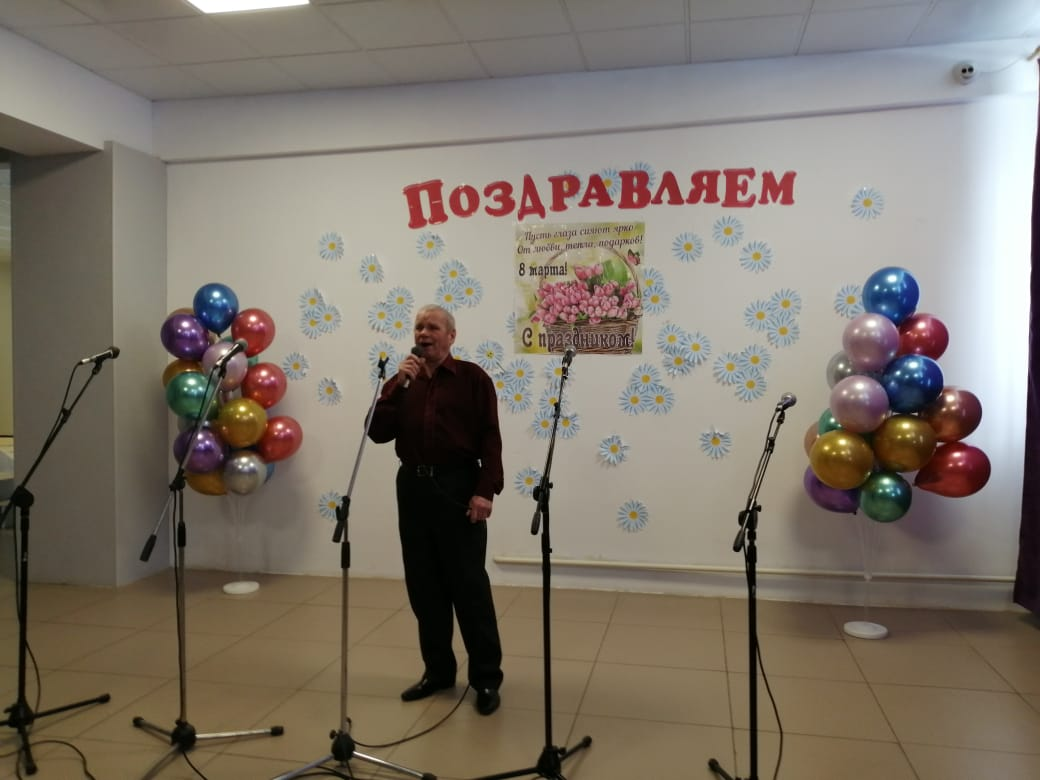 ПОЗДРАВЛЯЕМ
Пусть глаза сияют ярко
От любви, тепла, подарков!
8 марта!
С праздником!